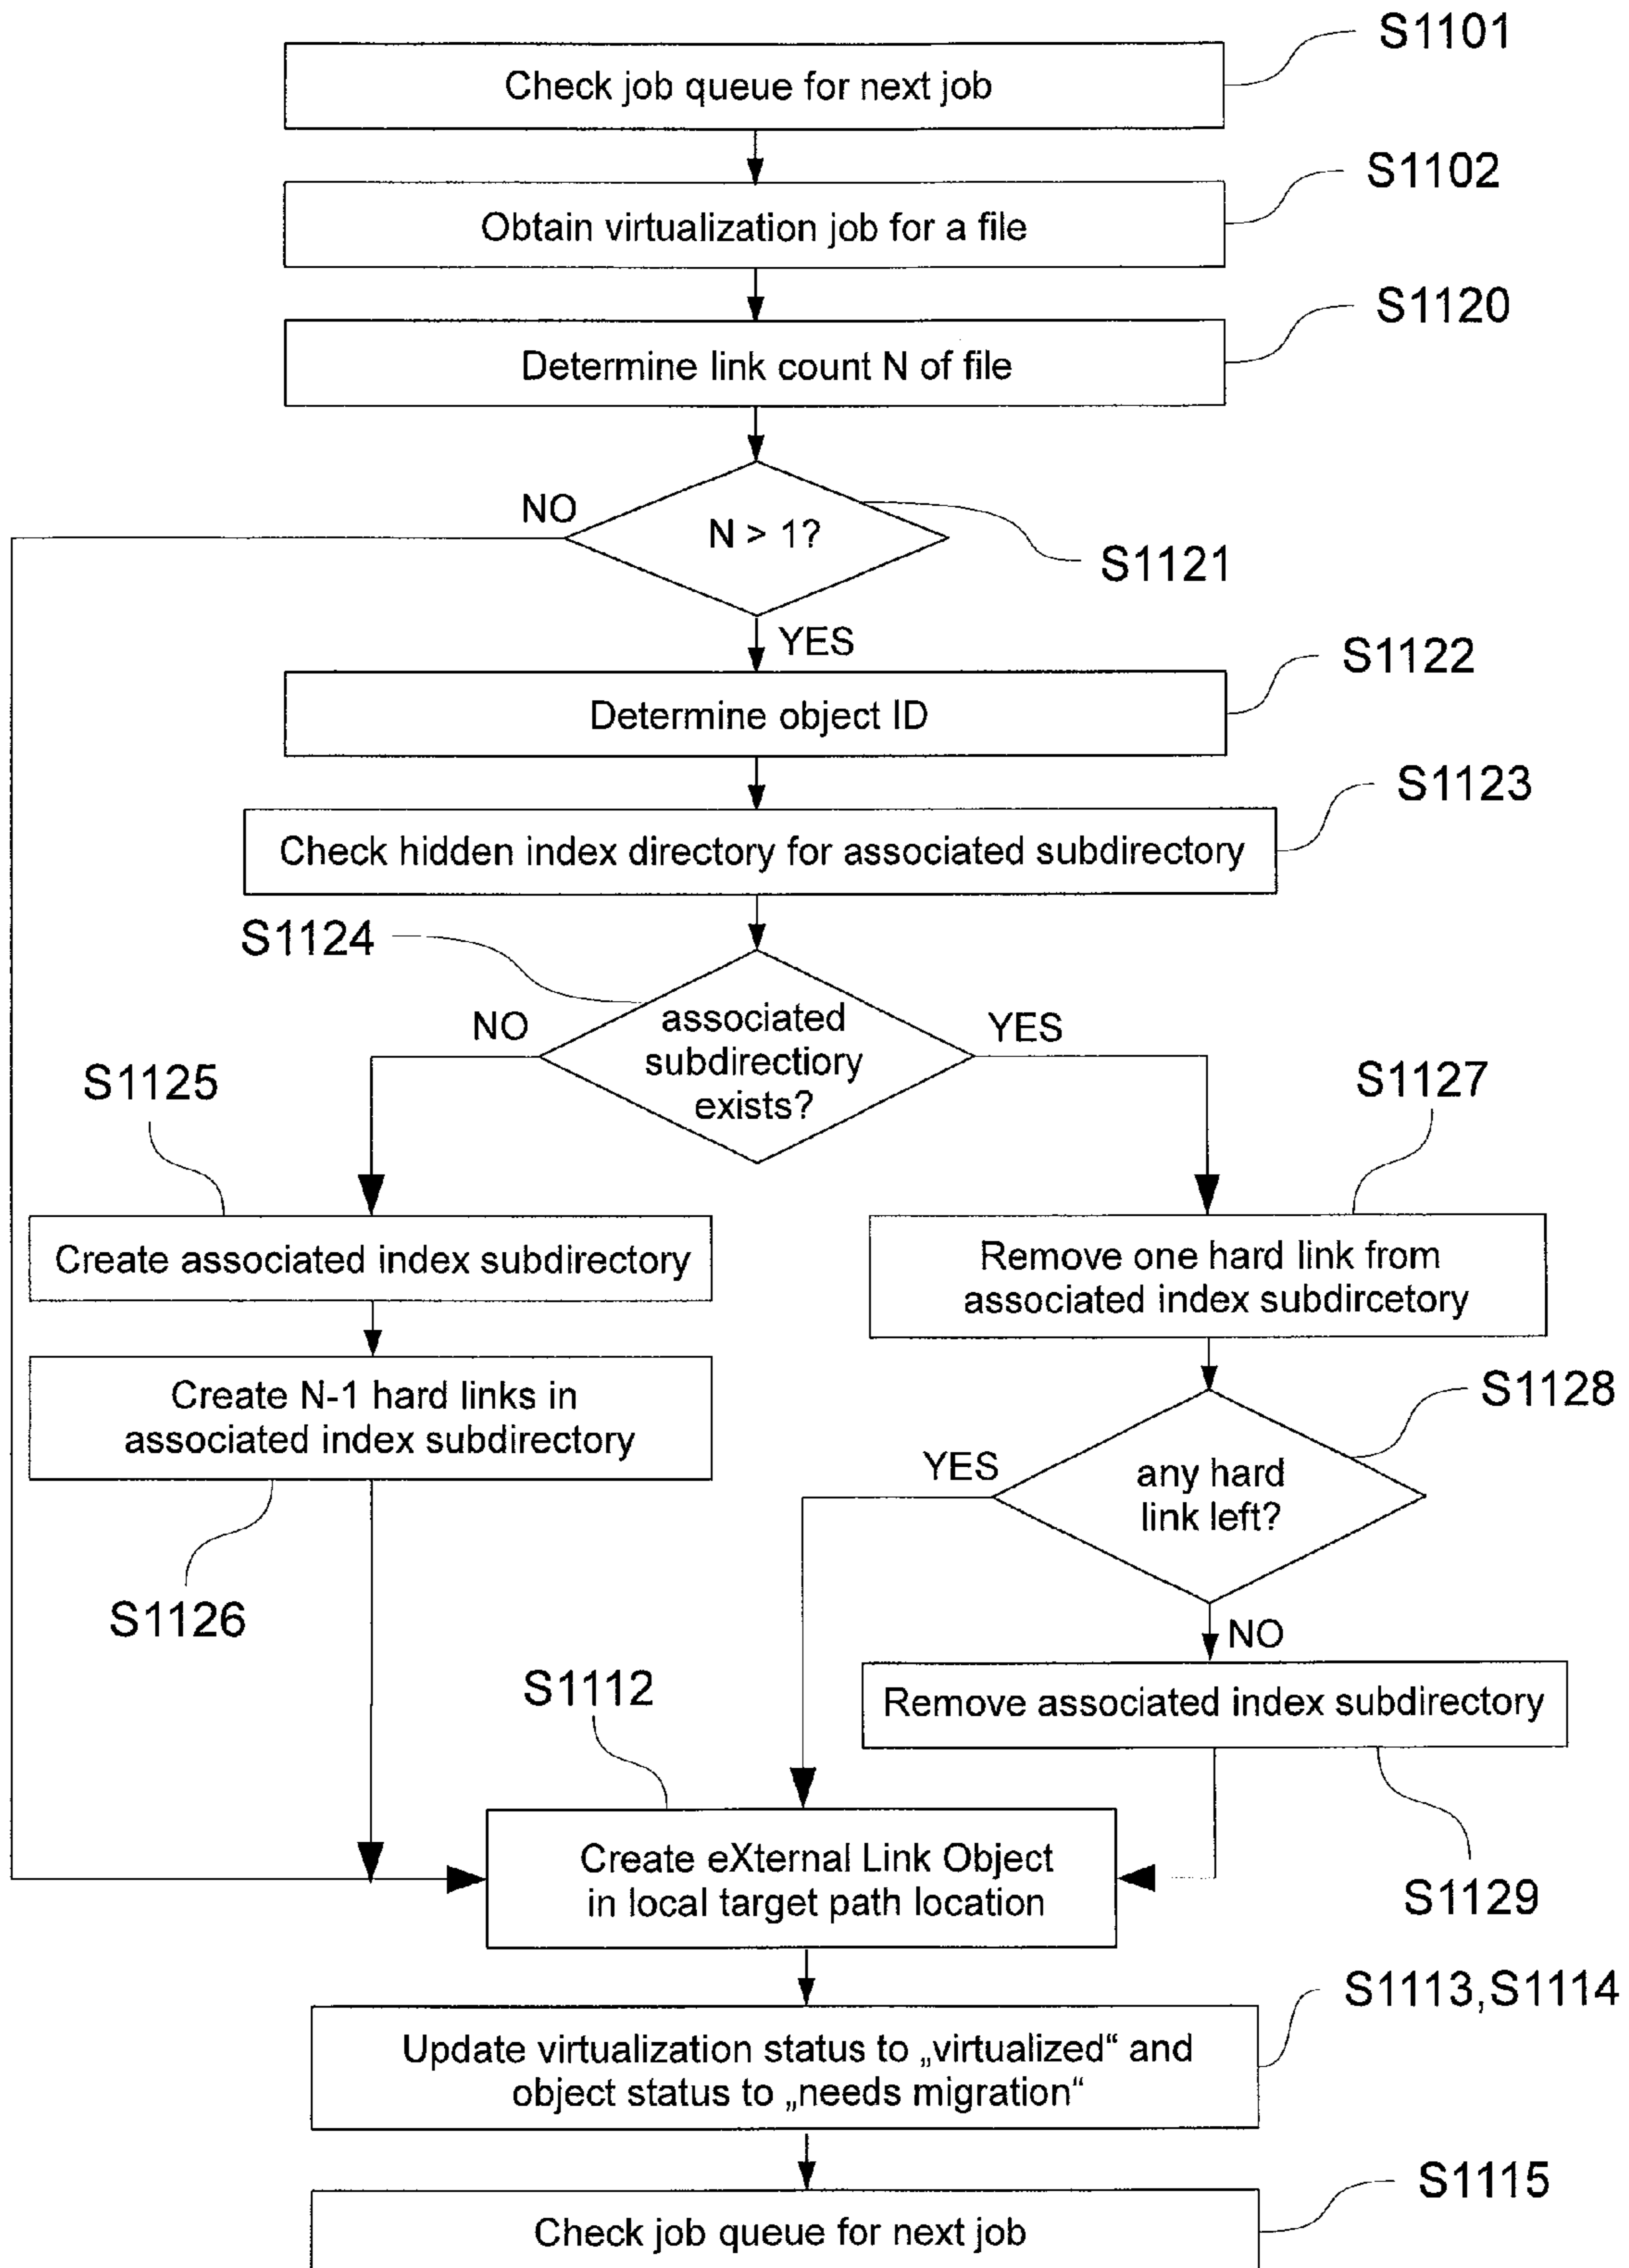 S1101
Check job queue for next job
S1102
Obtain virtualization job for a file
S1120
Determine link count N of file
NO
N > 1?
S1121
YES
S1122
Determine object ID
S1123
Check hidden index directory for associated subdirectory
S1124
NO
associated
subdirectiory
exists?
YES
S1125
S1127
Create associated index subdirectory
Remove one hard link from
associated index subdircetory
Create N-1 hard links in
associated index subdirectory
S1128
YES
any hard
link left?
S1126
NO
S1112
Remove associated index subdirectory
Create eXternal Link Object
in local target path location
S1129
S1113,S1114
Update virtualization status to „virtualized“ and
object status to „needs migration“
S1115
Check job queue for next job